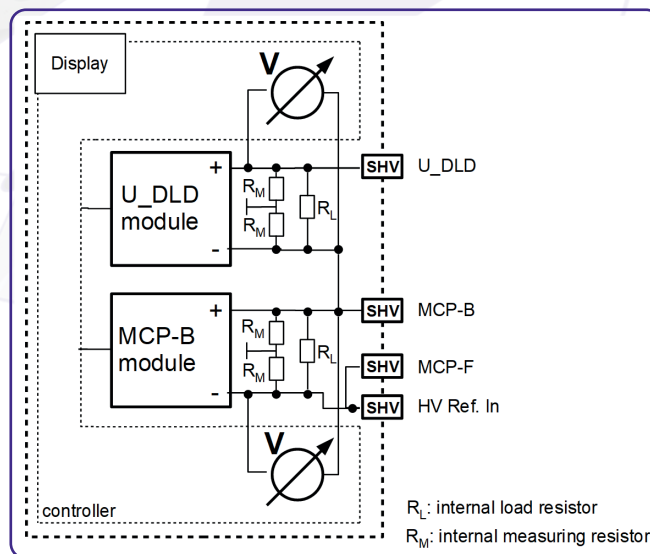 Display
V
+
SHV
U_DLD
U_DLD
module
RM
RM
RL
-
+
SHV
MCP-B
MCP-B
module
RM
RM
RL
SHV
MCP-F
-
SHV
HV Ref. In
V
controller
RL: internal load resistor
RM: internal measuring resistor